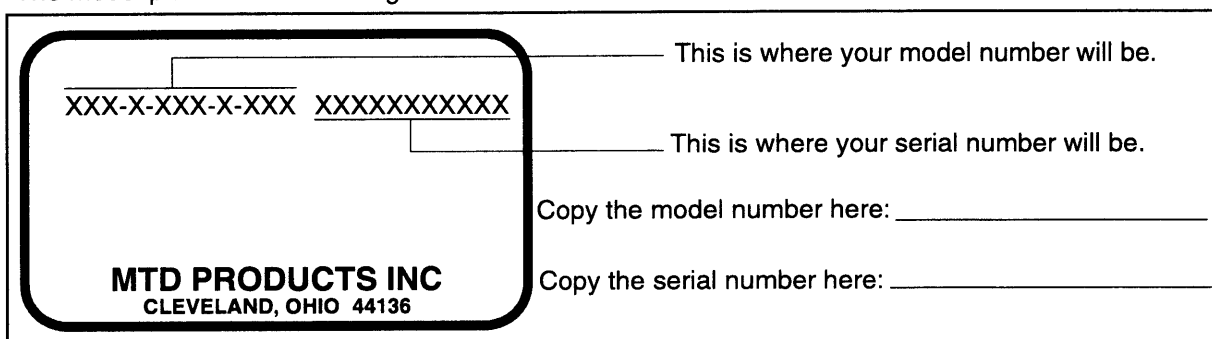 This is where your model number will be.
XXX-X-XXX-X-XXX XXXXXXXXXXX
This is where your serial number will be.
Copy the model number here:
MTD PRODUCTS INC
Copy the serial number here:
CLEVELAND, OHIO 44136